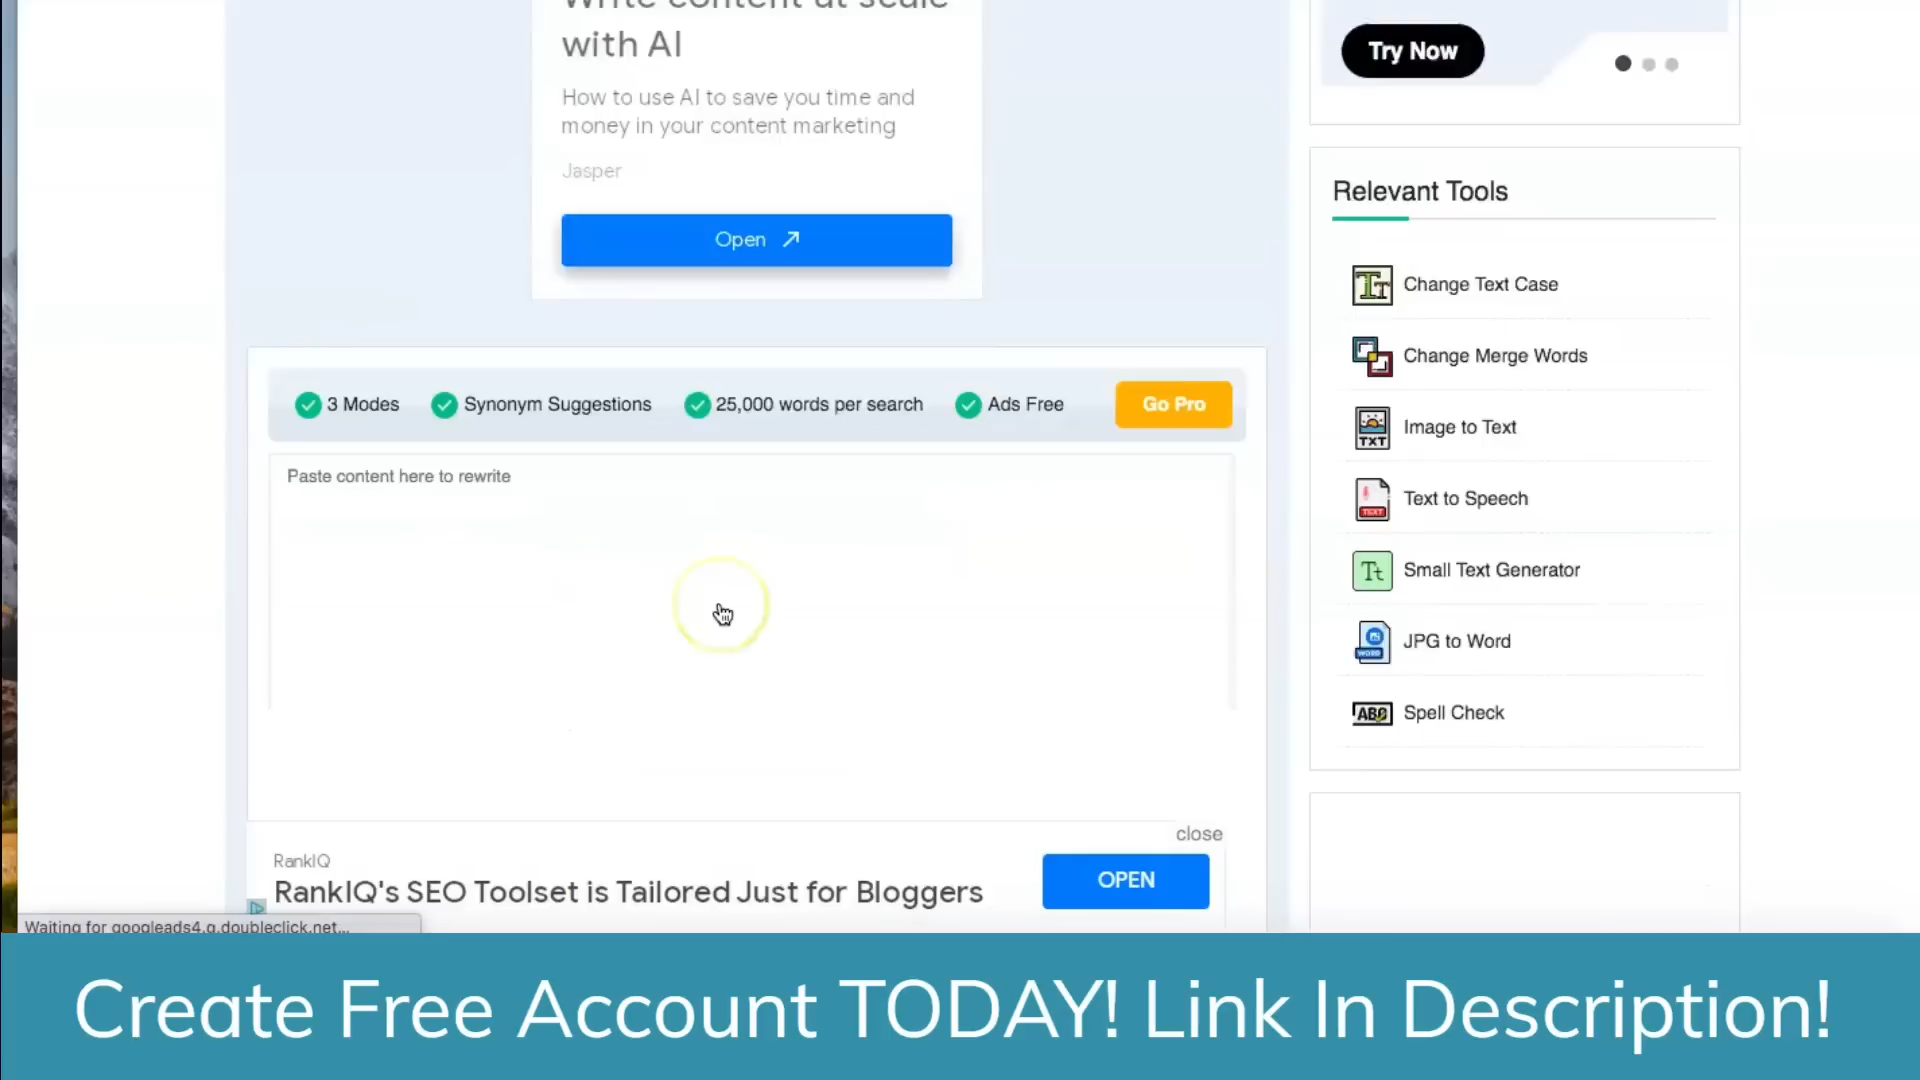 Write content at scale
with AI
How to use AI to save you time and
money in your content marketing
Jasper
Open
Try Now
Relevant Tools
Change Text Case
Change Merge Words
Image to Text
Text to Speech
Small Text Generator
JPG to Word
Spell Check
3 Modes
Synonym Suggestions
25,000 words per search
Ads Free
Go Pro
Paste content here to rewrite
close
RankIQ
RankIQ's SEO Toolset is Tailored Just for Bloggers
OPEN
Waiting for googleads4.g.doubleclick.net...
Create Free Account TODAY! Link In Description!